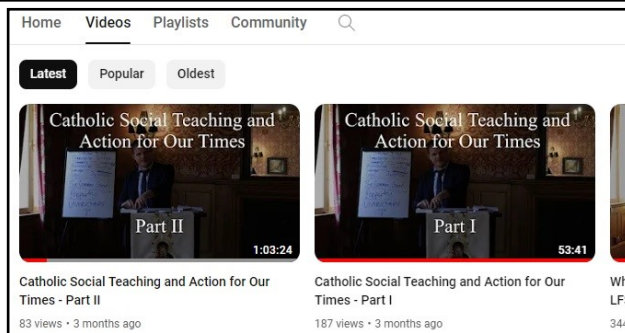 Home Videos Playlists Community
Latest Popular Oldest
Catholic Social Teaching and
Action for Our Times
Part II
1:03:24
Catholic Social Teaching and Action for Our
Times - Part II
83 views • 3 months ago
Catholic Social Teaching and
Action for Our Times
Part I
53:41
Catholic Social Teaching and Action for Our
Times - Part I
187 views • 3 months ago
Wh
LF
344